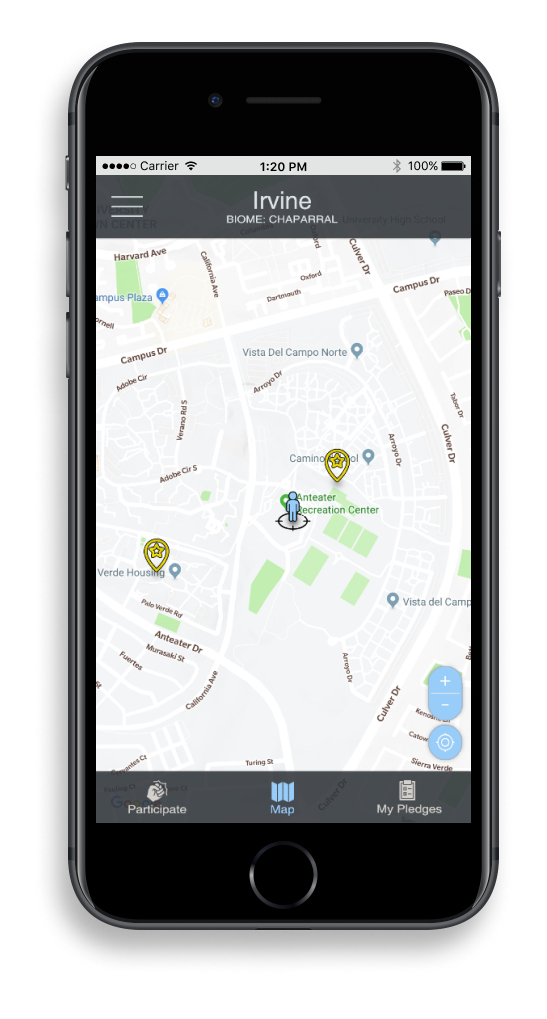 Carrier
1:20 PM
100%
Irvine
BIOME: CHAPARRAL
University High School
Harvard Ave
California Ave
Oxford
Culver Dr
Campus Dr
Oxford
Dartmouth
ampus Plaza
Paseo D
ornell
Campus Dr
Vista Del Campo Norte
Adobe Cir
Arroyo Dr
Verano Rd S
Tabor Dr
Culver Dr
Arroyo Dr
Camino
ol
Adobe Cir S
Anteater
Recreation Center
Verde Housing
Palo Verde Rd
Vista del Camp
Anteater Dr
Murasaki St
Fuertes
California Ave
Arroyo Dr
Culver Dr
+
−
Turing St
Sierra Verde
Culver Dr
Participate
Map
My Pledges